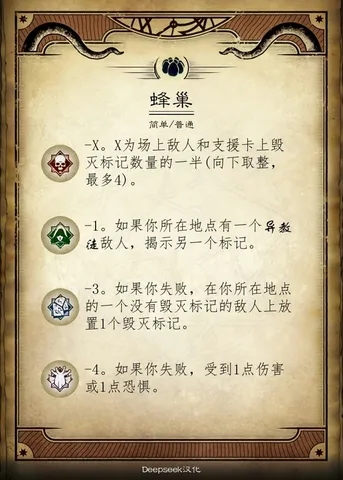 蜂巢
简单/普通
-X。X为场上敌人和支援卡上毁
灭标记数量的一半(向下取整，
最多4)。
-1。如果你所在地点有一个异教
徒敌人，揭示另一个标记。
-3。如果你失败，在你所在地点
的一个没有毁灭标记的敌人上放
置1个毁灭标记。
-4。如果你失败，受到1点伤害
或1点恐惧。
Deepseek汉化